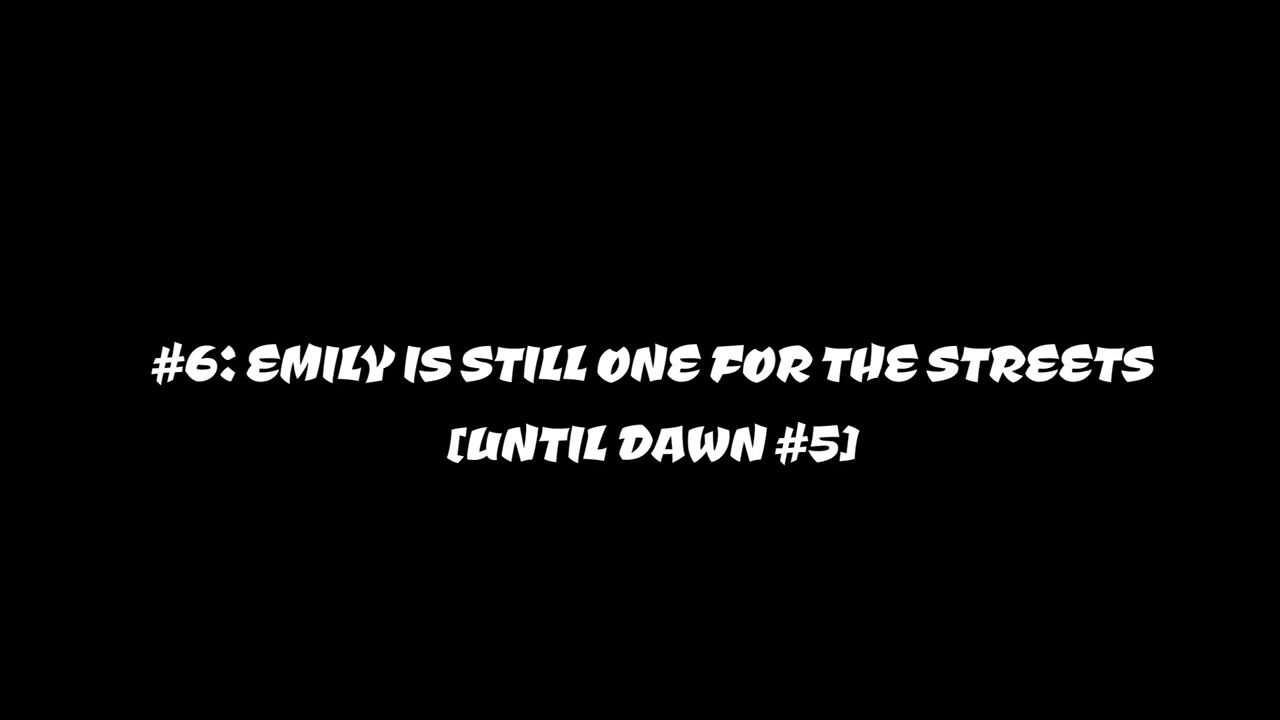 #6: EMILY IS STILL ONE FOR THE STREETS
[UNTIL DAWN #5]